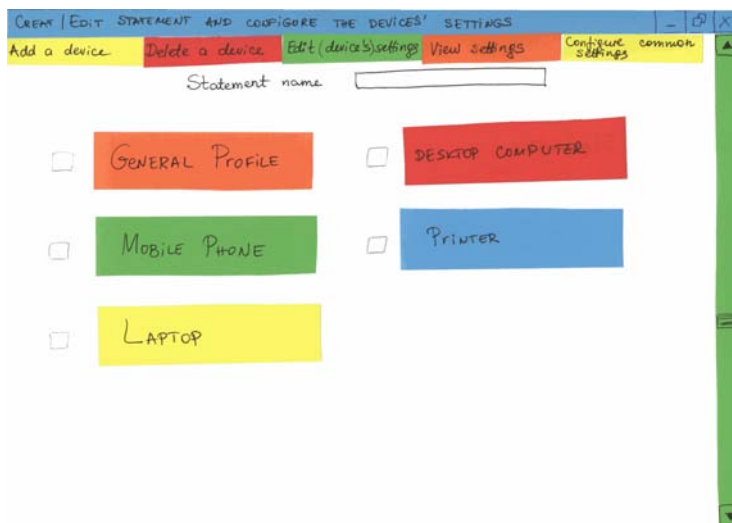 CREAT | EDIT STATEMENT AND COUFIGORE THE DEVICES' SETTINGS
Add a device Delete a device Edit (device's) settings View settings Configure common settings
Statement name
GENERAL PROFILE DESKTOP COMPUTER
MOBILE PHONE PRINTER
LAPTOP